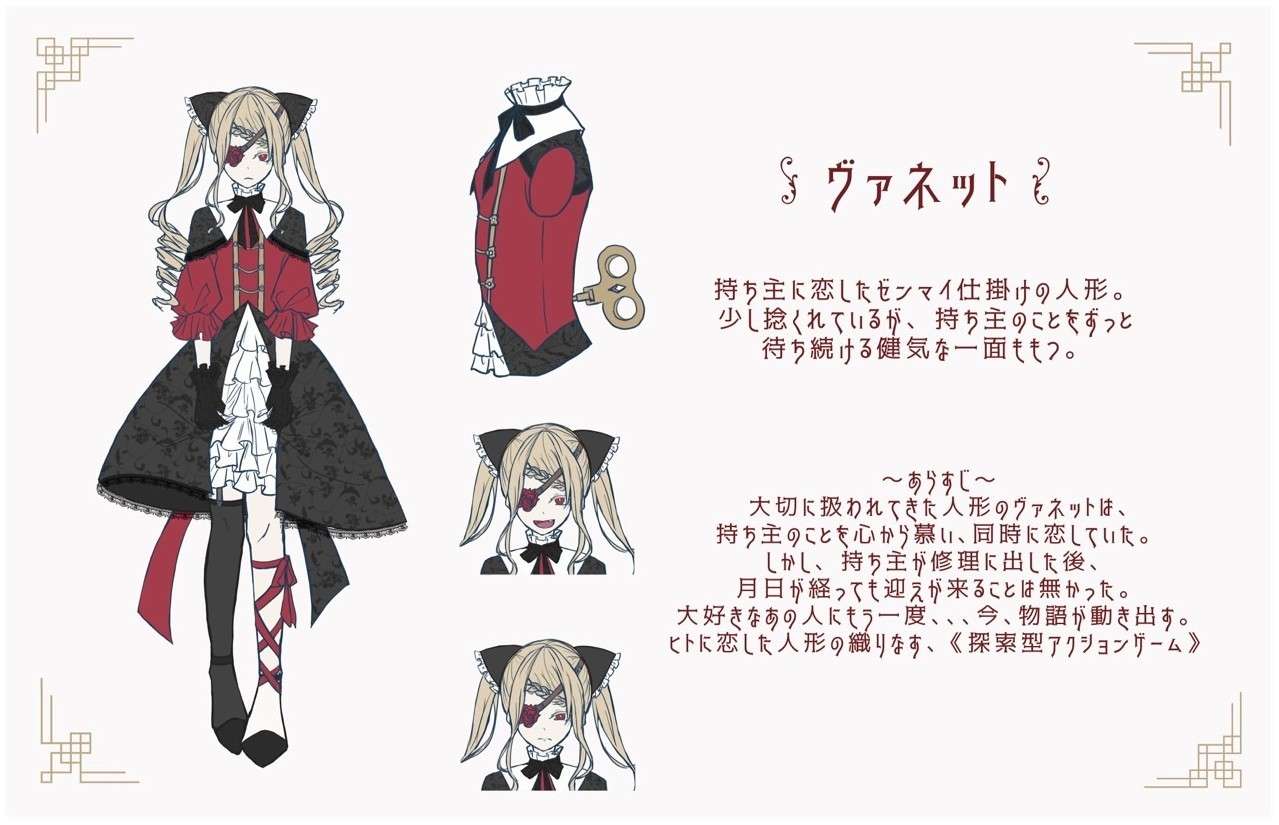 ヴァネット
持ち主に恋したゼンマイ仕掛けの人形。
少し捻くれているが、持ち主のことをずっと
待ち続ける健気な一面ももつ。
～あらすじ～
大切に扱われてきた人形のヴァネットは、
持ち主のことを心から慕い、同時に恋していた。
しかし、持ち主が修理に出した後、
月日が経っても迎えが来ることは無かった。
大好きなあの人にもう一度、、、今、物語が動き出す。
ヒトに恋した人形の織りなす、《探索型アクションゲーム》